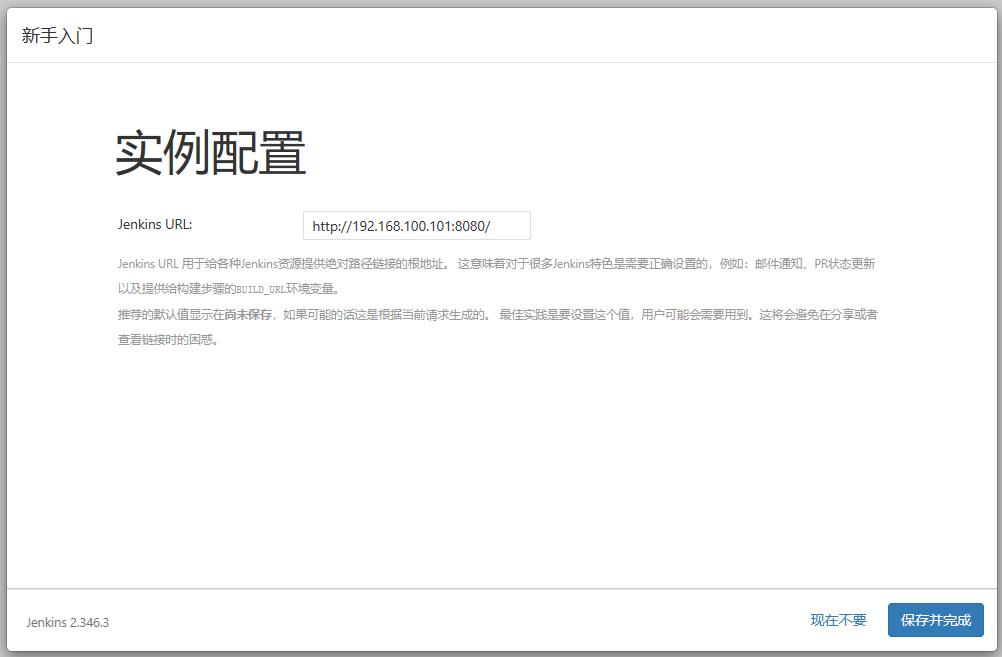 新手入门
实例配置
Jenkins URL: http://192.168.100.101:8080/
Jenkins URL 用于给各种Jenkins资源提供绝对路径链接的根地址。 这意味着对于很多Jenkins特色是需要正确设置的，例如：邮件通知、PR状态更新
以及提供给构建步骤的BUILD_URL环境变量。
推荐的默认值显示在尚未保存，如果可能的话这是根据当前请求生成的。 最佳实践是要设置这个值，用户可能会需要用到。这将会避免在分享或者
查看链接时的困惑。
Jenkins 2.346.3 现在不要 保存并完成